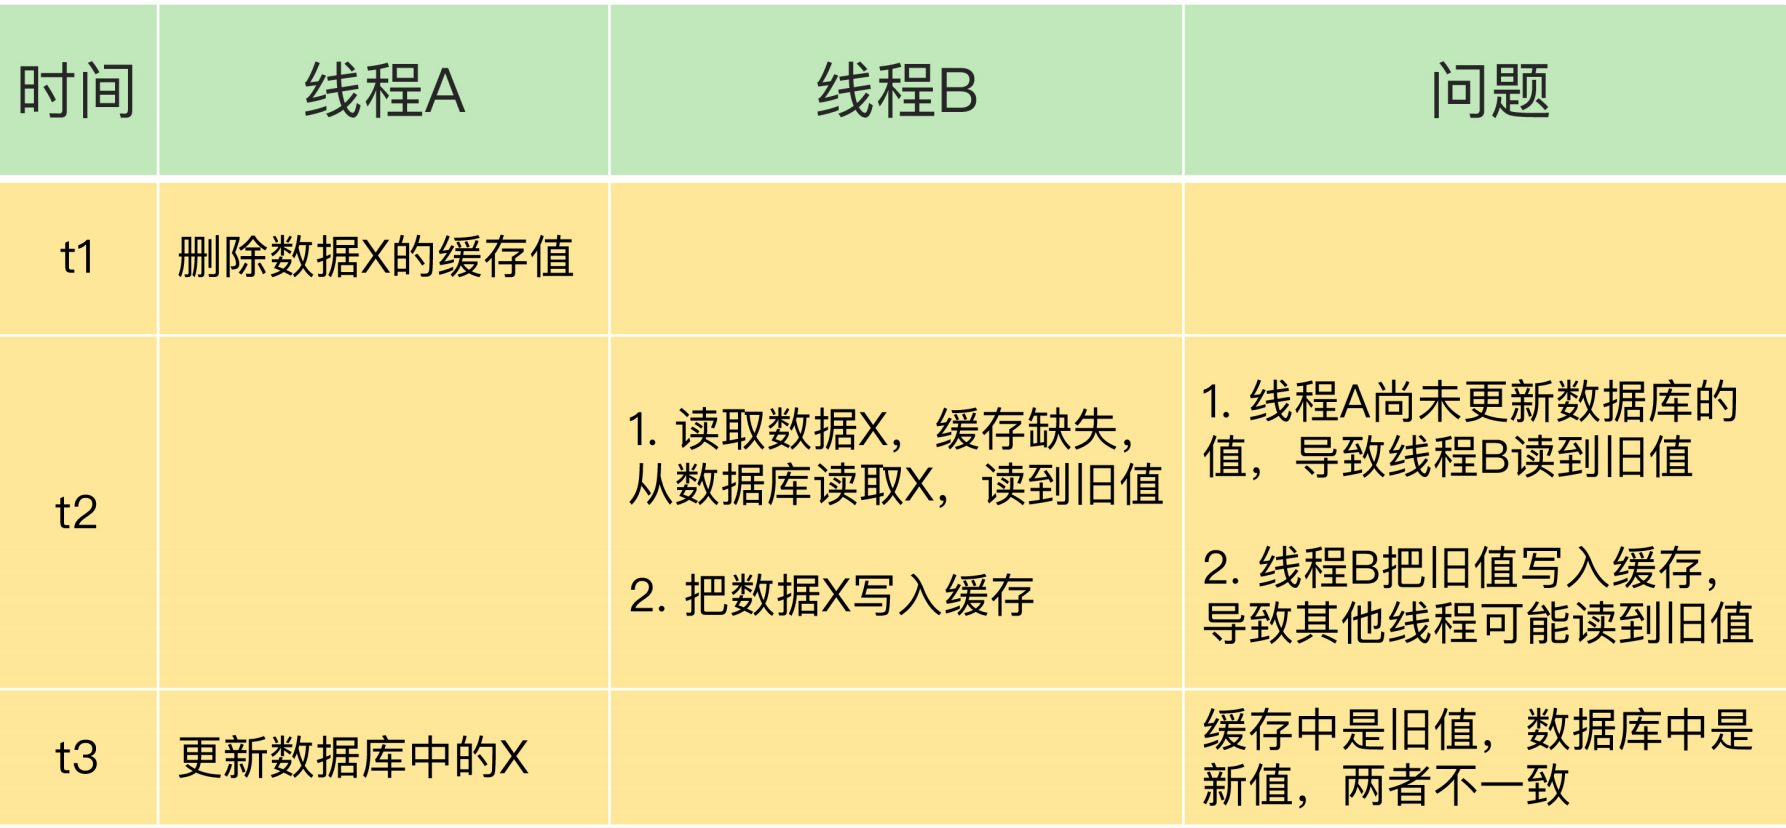 时间
线程A
线程B
问题
t1
删除数据X的缓存值
t2
1. 读取数据X，缓存缺失，
从数据库读取X，读到旧值
2. 把数据X写入缓存
1. 线程A尚未更新数据库的
值，导致线程B读到旧值
2. 线程B把旧值写入缓存，
导致其他线程可能读到旧值
t3
更新数据库中的X
缓存中是旧值，数据库中是
新值，两者不一致